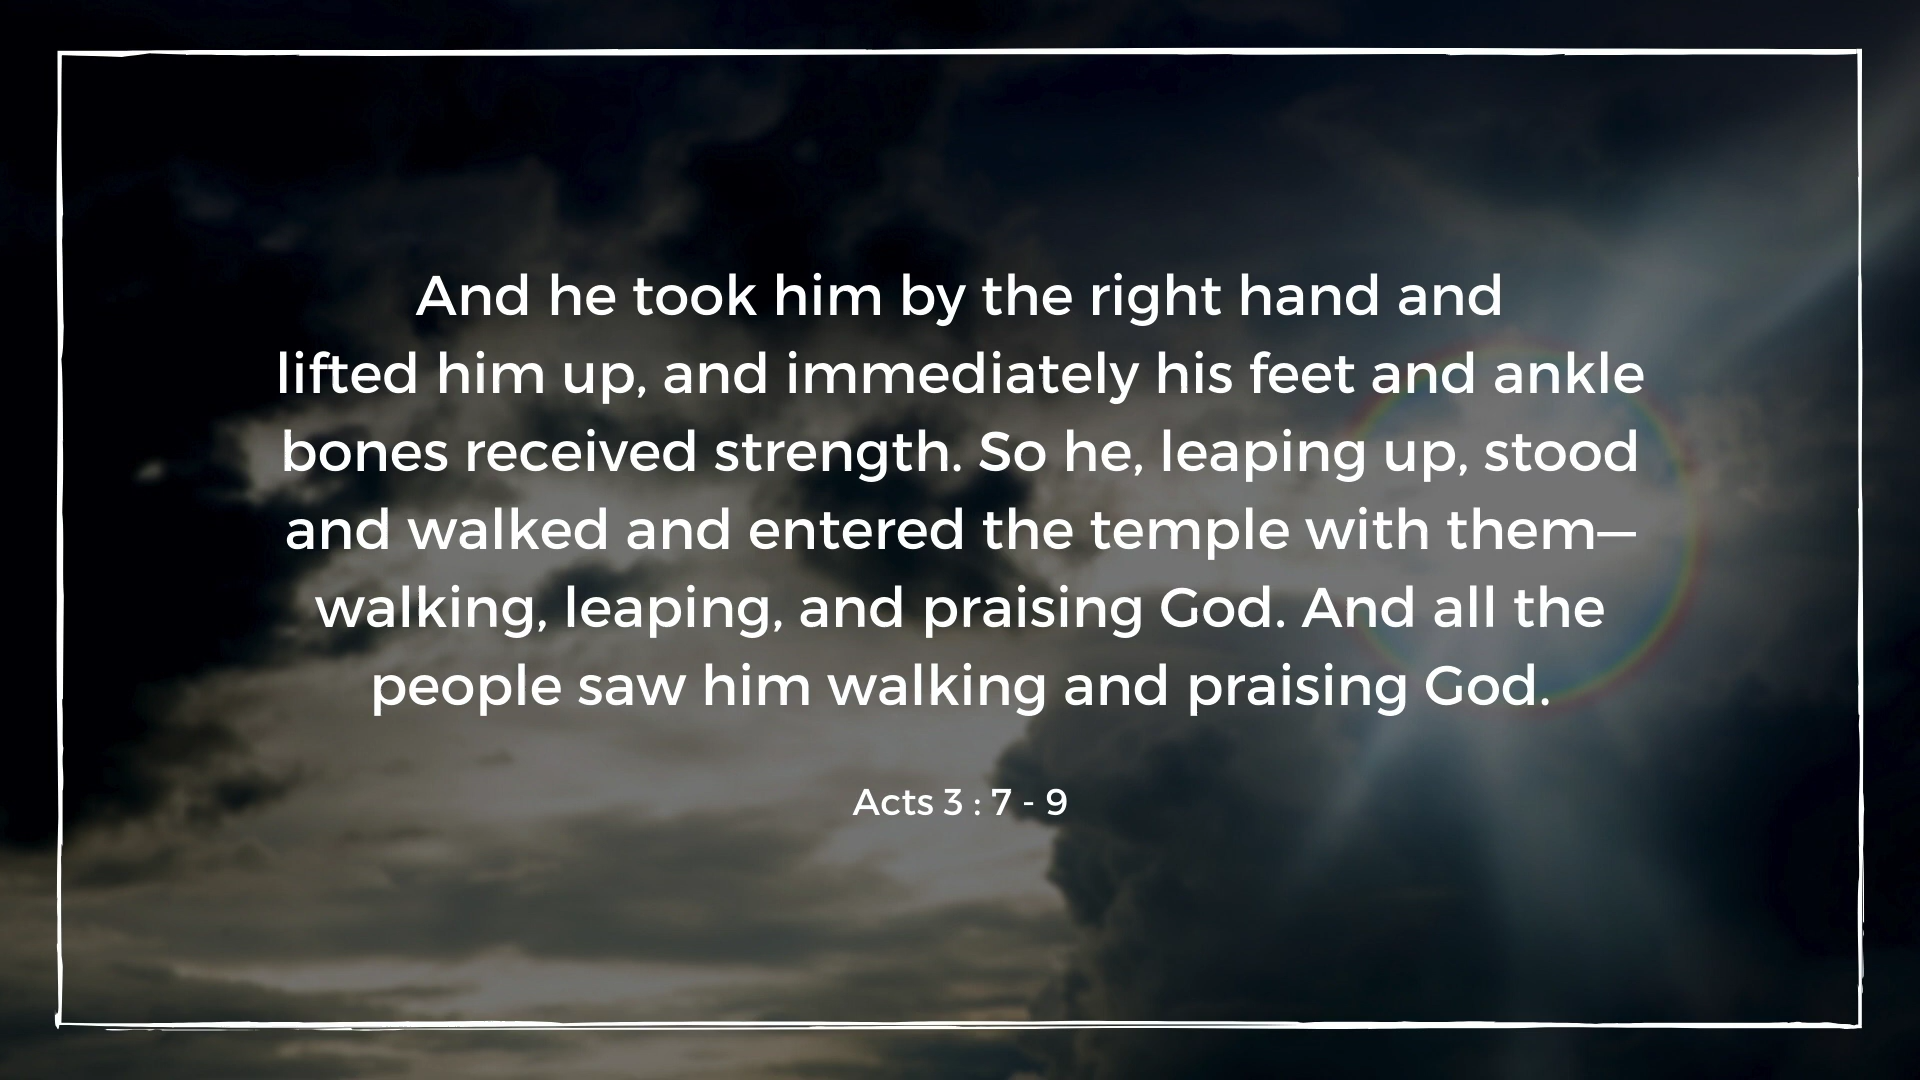 And he took him by the right hand and
lifted him up, and immediately his feet and ankle
bones received strength. So he, leaping up, stood
and walked and entered the temple with them—
walking, leaping, and praising God. And all the
people saw him walking and praising God.
Acts 3 : 7 - 9